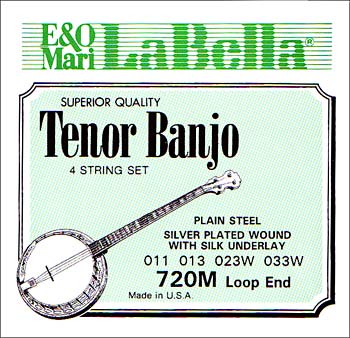 E&O
Mari
LaBella®
SUPERIOR QUALITY
Tenor Banjo
4 STRING SET
PLAIN STEEL
SILVER PLATED WOUND
WITH SILK UNDERLAY
011 013 023W 033W
720M Loop End
Made in U.S.A.